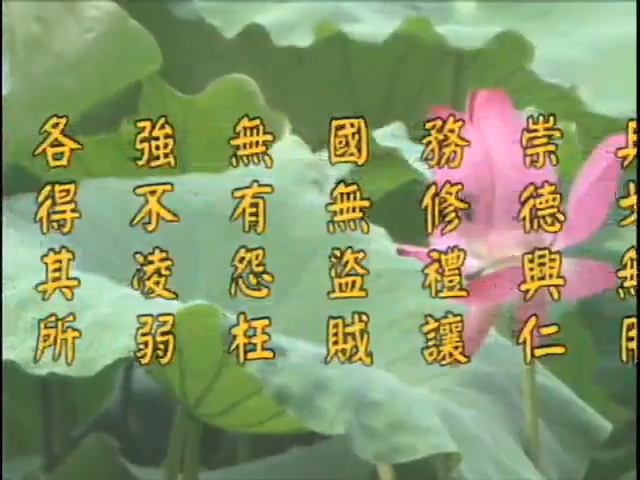 崇德興仁
務修禮讓
國無盜賊
無有怨枉
強不凌弱
各得其所